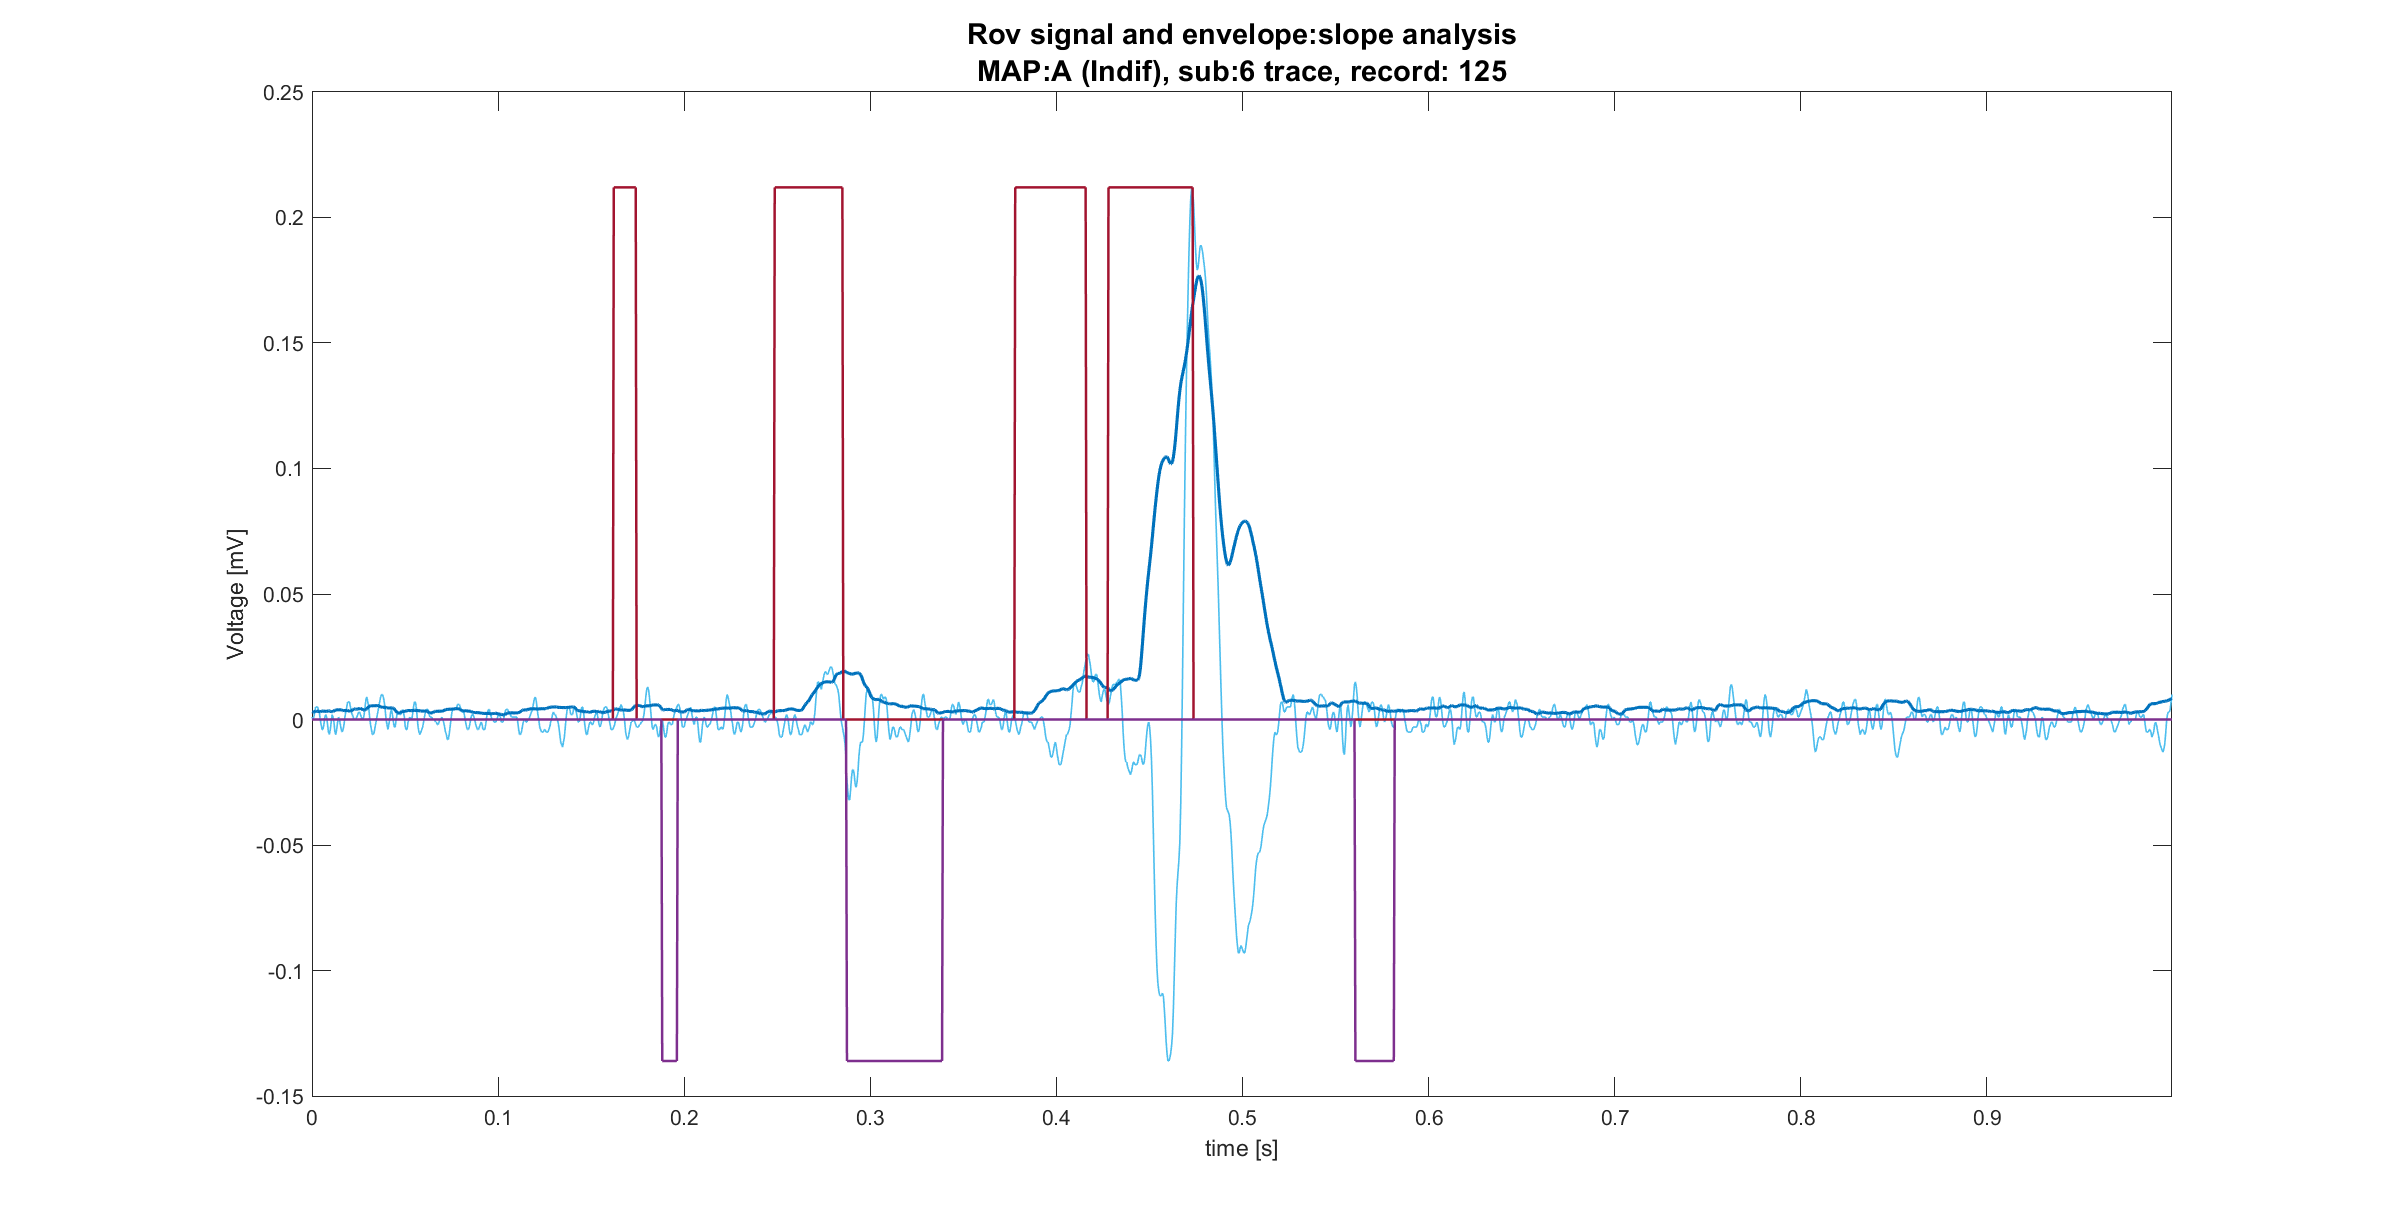 Rov signal and envelope:slope analysis
MAP:A (Indif), sub:6 trace, record: 125
0.25
0.2
0.15
0.1
0.05
0
-0.05
-0.1
-0.15
Voltage [mV]
0 0.1 0.2 0.3 0.4 0.5 0.6 0.7 0.8 0.9
time [s]